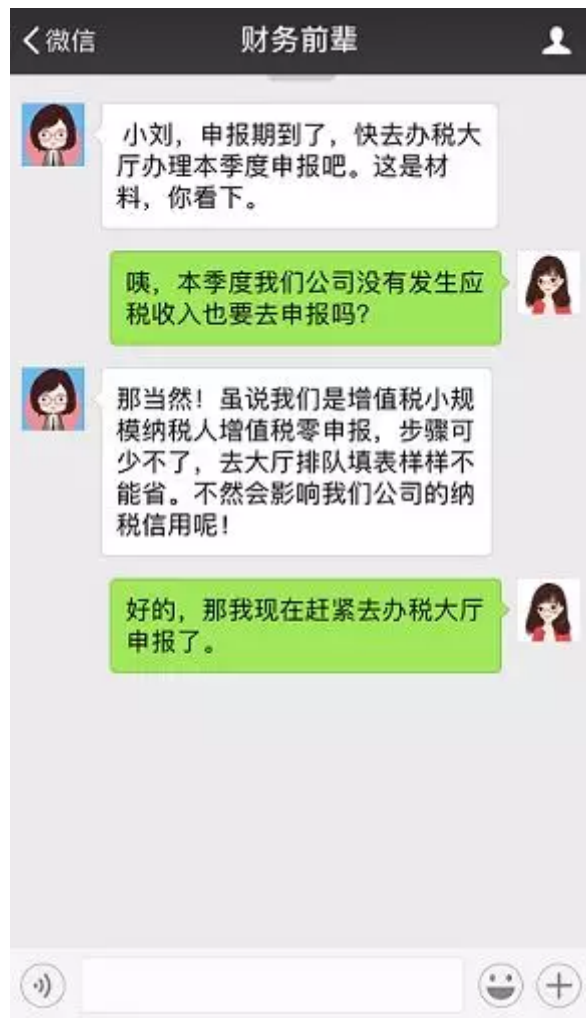 微信
财务前辈
小刘，申报期到了，快去办税大
厅办理本季度申报吧。这是材
料，你看下。
咦，本季度我们公司没有发生应
税收入也要去申报吗？
那当然！虽说我们是增值税小规
模纳税人增值税零申报，步骤可
少不了，去大厅排队填表样样不
能省。不然会影响我们公司的纳
税信用呢！
好的，那我现在赶紧去办税大厅
申报了。